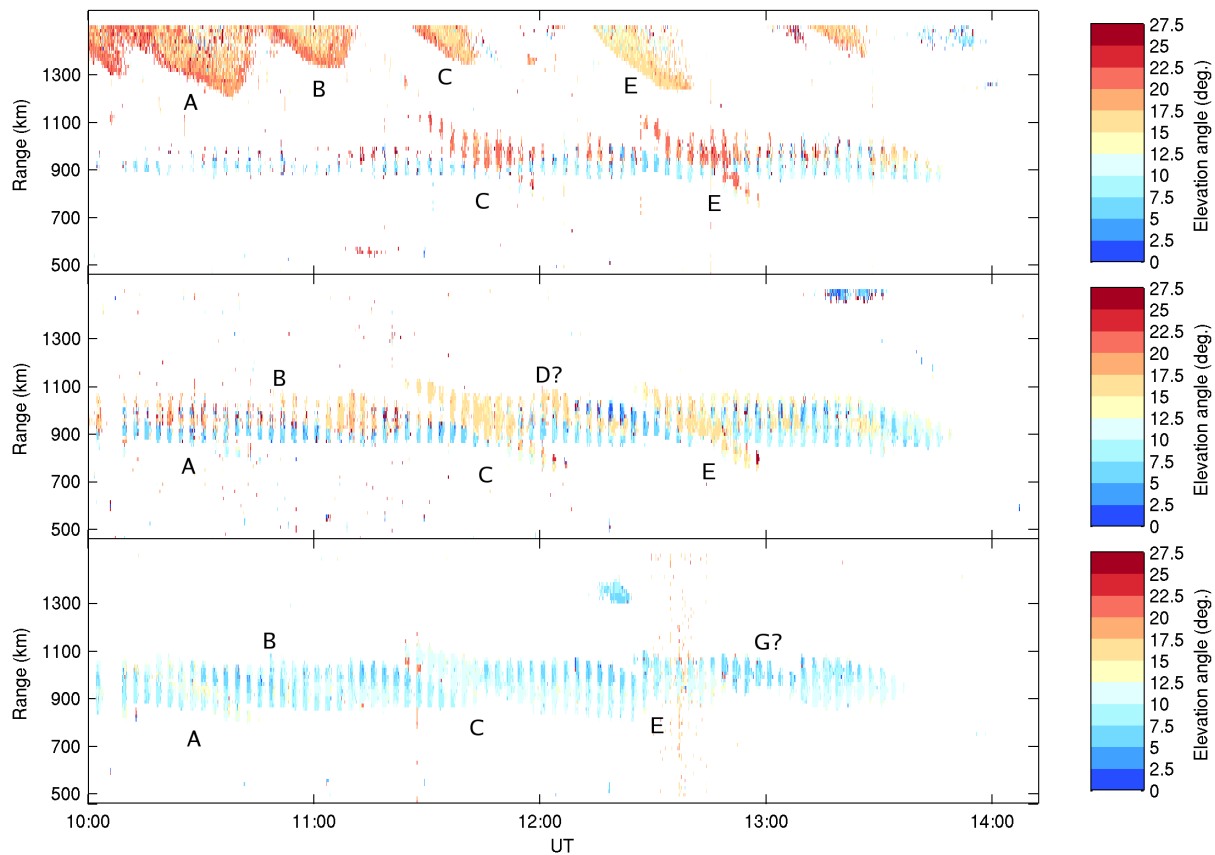 1300
1100
900
700
500
Range (km)
A
B
C
E
C
E
27.5
25
22.5
20
17.5
15
12.5
10
7.5
5
2.5
0
Elevation angle (deg.)
1300
1100
900
700
500
Range (km)
B
D?
A
C
E
27.5
25
22.5
20
17.5
15
12.5
10
7.5
5
2.5
0
Elevation angle (deg.)
1300
1100
900
700
500
Range (km)
B
G?
A
C
E
27.5
25
22.5
20
17.5
15
12.5
10
7.5
5
2.5
0
Elevation angle (deg.)
10:00 11:00 12:00 13:00 14:00
UT